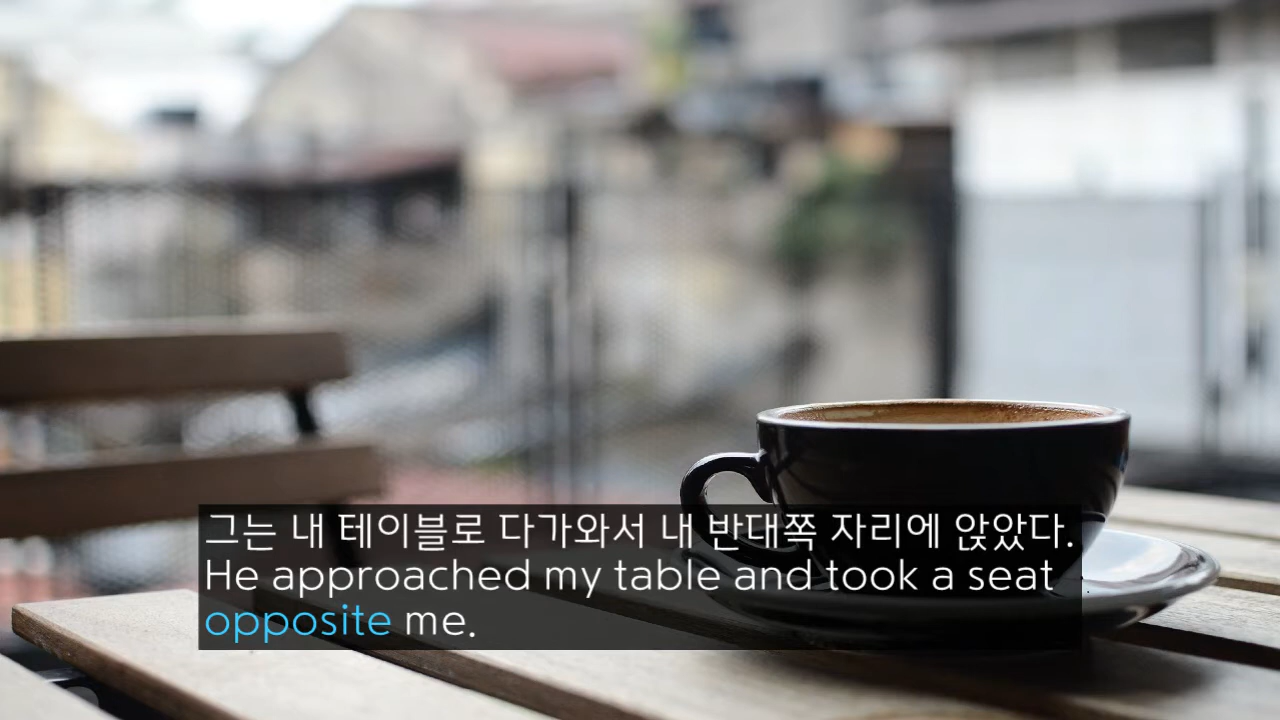 그는 내 테이블로 다가와서 내 반대쪽 자리에 앉았다.
He approached my table and took a seat
opposite me.